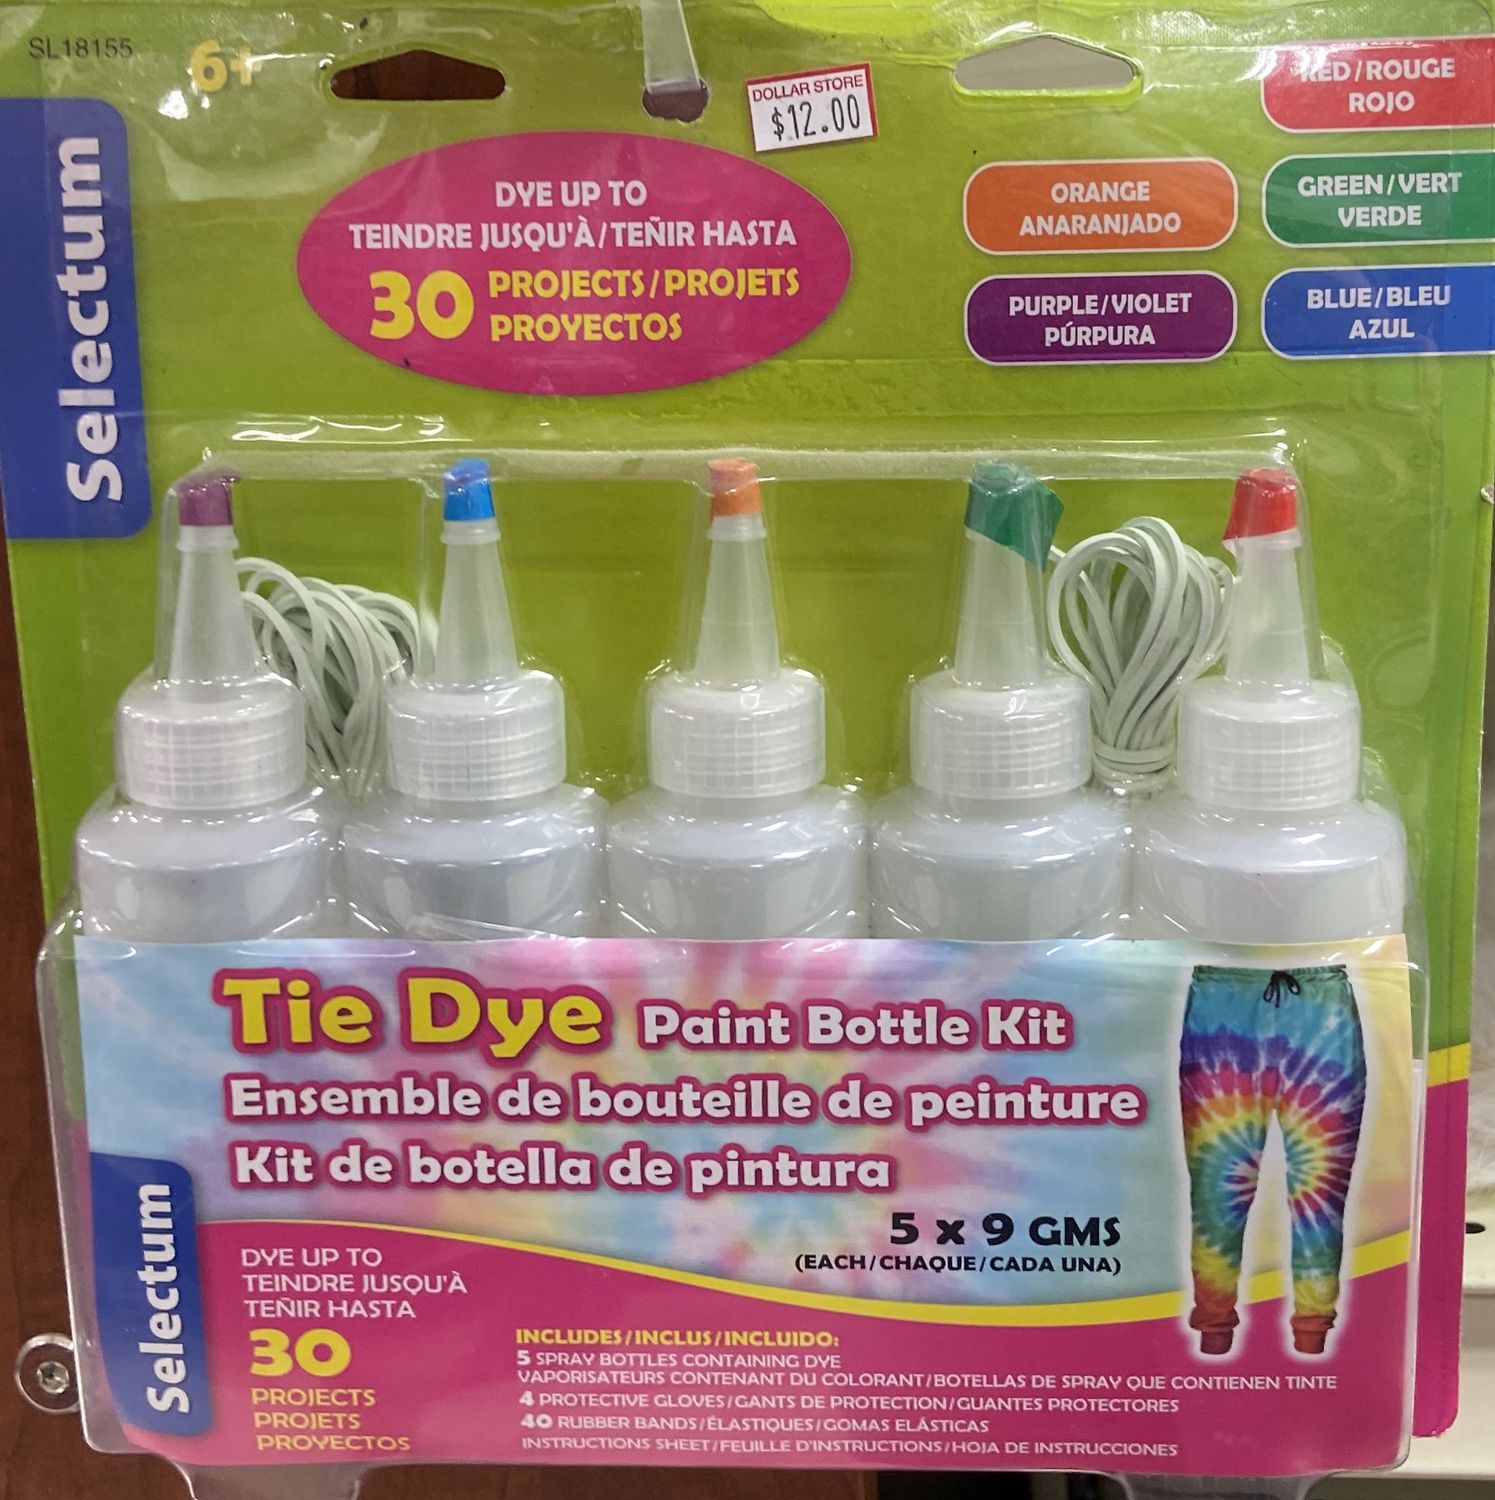 SL18155
6+
DOLLAR STORE
$12.00
RED/ROUGE
ROJO
ORANGE
ANARANJADO
GREEN/VERT
VERDE
PURPLE/VIOLET
PÚRPURA
BLUE/BLEU
AZUL
Selectum
DYE UP TO
TEINDRE JUSQU'À/TEÑIR HASTA
30 PROJECTS/PROJETS
PROYECTOS
Tie Dye Paint Bottle Kit
Ensemble de bouteille de peinture
Kit de botella de pintura
5 x 9 GMS
(EACH/CHAQUE/CADA UNA)
Selectum
DYE UP TO
TEINDRE JUSQU'À
TEÑIR HASTA
30
PROJECTS
PROJETS
PROYECTOS
INCLUDES/INCLUS/INCLUIDO:
5 SPRAY BOTTLES CONTAINING DYE
VAPORISATEURS CONTENANT DU COLORANT/BOTELLAS DE SPRAY QUE CONTIENEN TINTE
4 PROTECTIVE GLOVES/GANTS DE PROTECTION/GUANTES PROTECTORES
40 RUBBER BANDS/ÉLASTIQUES/GOMAS ELÁSTICAS
INSTRUCTIONS SHEET/FEUILLE D'INSTRUCTIONS/HOJA DE INSTRUCCIONES